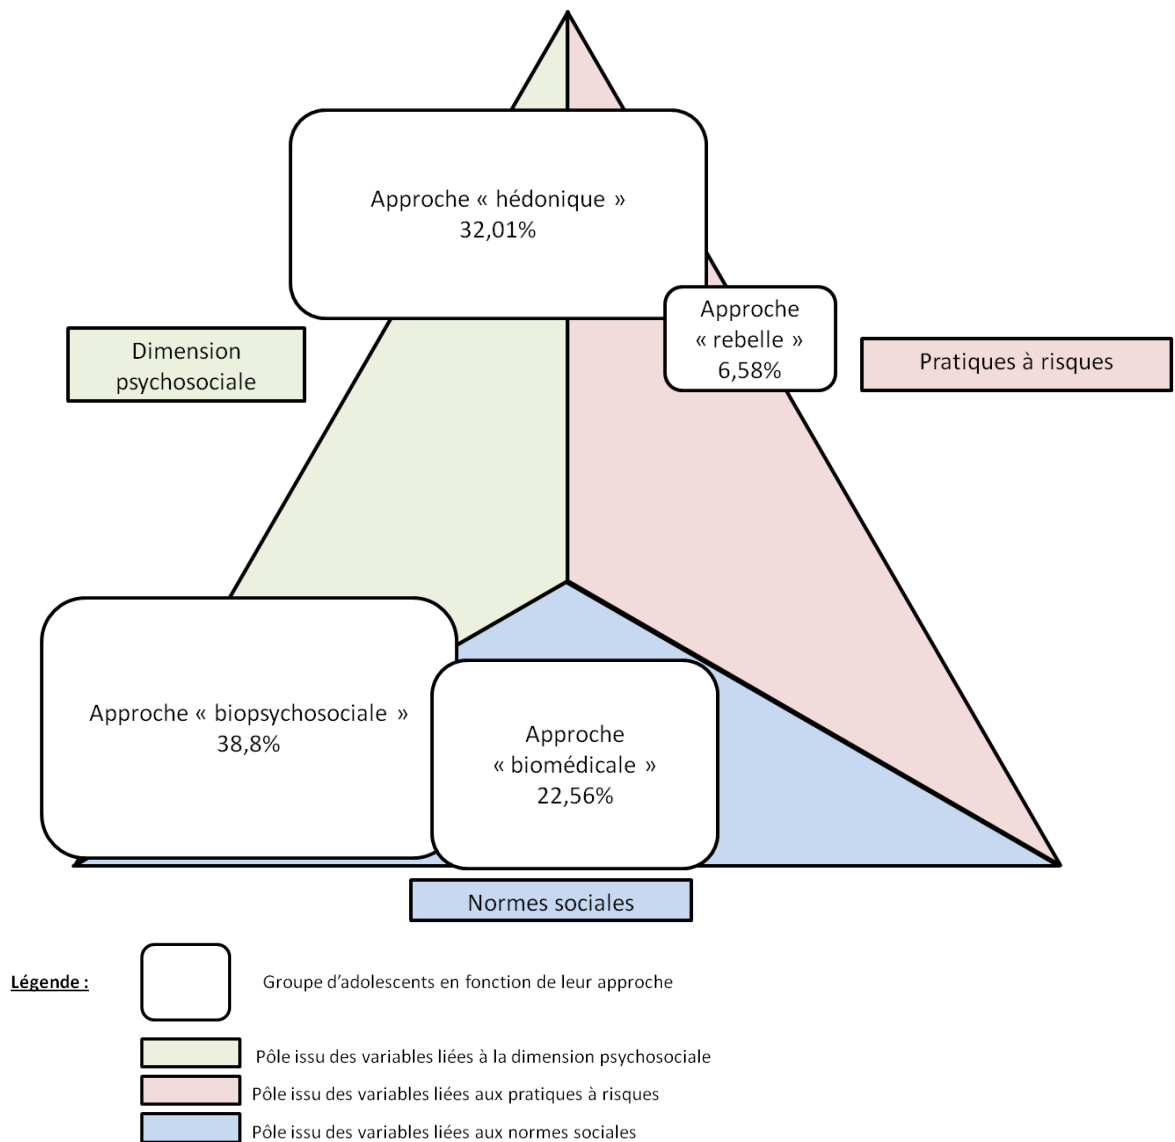 Approche « hédonique »
32,01%
Approche
« rebelle »
6,58%
Dimension
psychosociale
Pratiques à risques
Approche « biopsychosociale »
38,8%
Approche
« biomédicale »
22,56%
Normes sociales
Légende :
Groupe d’adolescents en fonction de leur approche
Pôle issu des variables liées à la dimension psychosociale
Pôle issu des variables liées aux pratiques à risques
Pôle issu des variables liées aux normes sociales